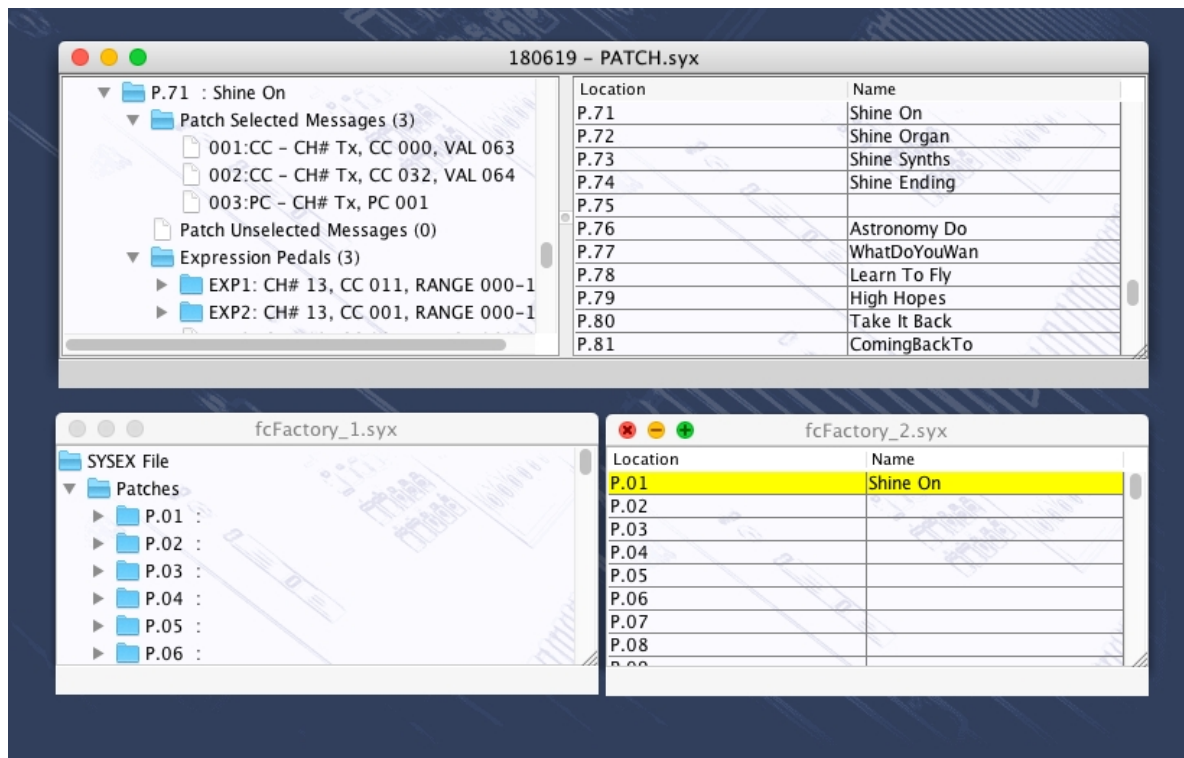 180619 – PATCH.syx
P.71 : Shine On
Patch Selected Messages (3)
001:CC – CH# Tx, CC 000, VAL 063
002:CC – CH# Tx, CC 032, VAL 064
003:PC – CH# Tx, PC 001
Patch Unselected Messages (0)
Expression Pedals (3)
EXP1: CH# 13, CC 011, RANGE 000-1
EXP2: CH# 13, CC 001, RANGE 000-1
Location Name
P.71 Shine On
P.72 Shine Organ
P.73 Shine Synths
P.74 Shine Ending
P.75
P.76 Astronomy Do
P.77 WhatDoYouWan
P.78 Learn To Fly
P.79 High Hopes
P.80 Take It Back
P.81 ComingBackTo
fcFactory_1.syx
SYSEX File
Patches
P.01 :
P.02 :
P.03 :
P.04 :
P.05 :
P.06 :
fcFactory_2.syx
Location Name
P.01 Shine On
P.02
P.03
P.04
P.05
P.06
P.07
P.08